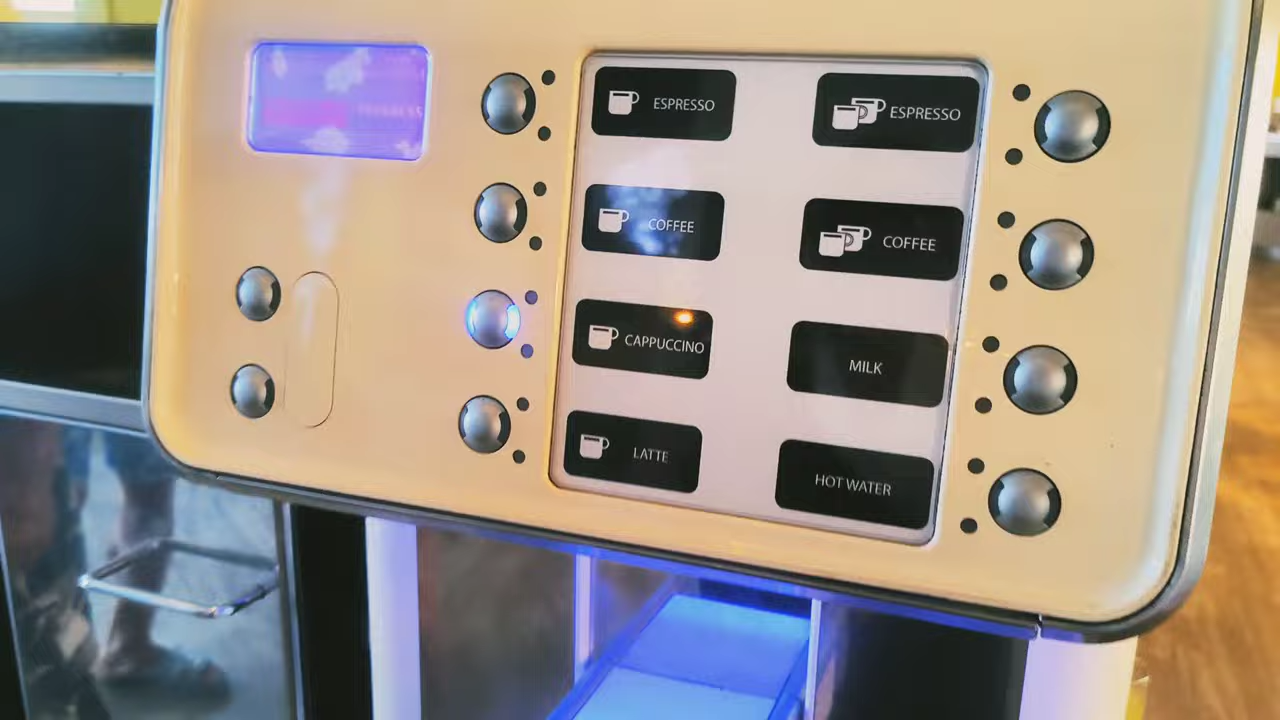 ESPRESSO
ESPRESSO
COFFEE
COFFEE
CAPPUCCINO
MILK
LATTE
HOT WATER